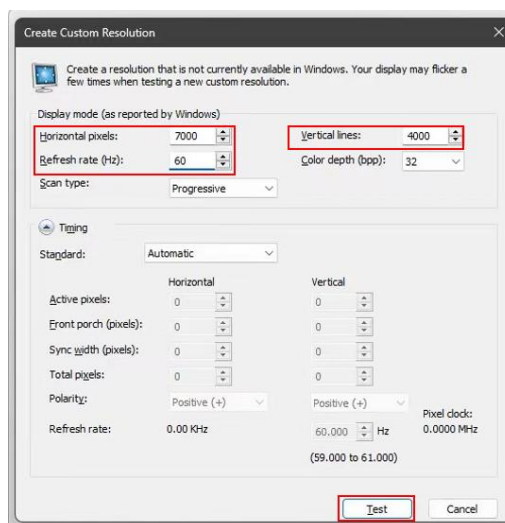 Create Custom Resolution
Create a resolution that is not currently available in Windows. Your display may flicker a
few times when testing a new custom resolution.
Display mode (as reported by Windows)
Horizontal pixels: 7000 Vertical lines: 4000
Refresh rate (Hz): 60 Color depth (bpp): 32
Scan type: Progressive
Timing
Standard: Automatic
Horizontal Vertical
Active pixels: 0 0
Front porch (pixels): 0 0
Sync width (pixels): 0 0
Total pixels: 0 0
Polarity: Positive (+) Positive (+)
Pixel clock:
Refresh rate: 0.00 KHz 60.000 Hz 0.0000 MHz
(59.000 to 61.000)
Test Cancel